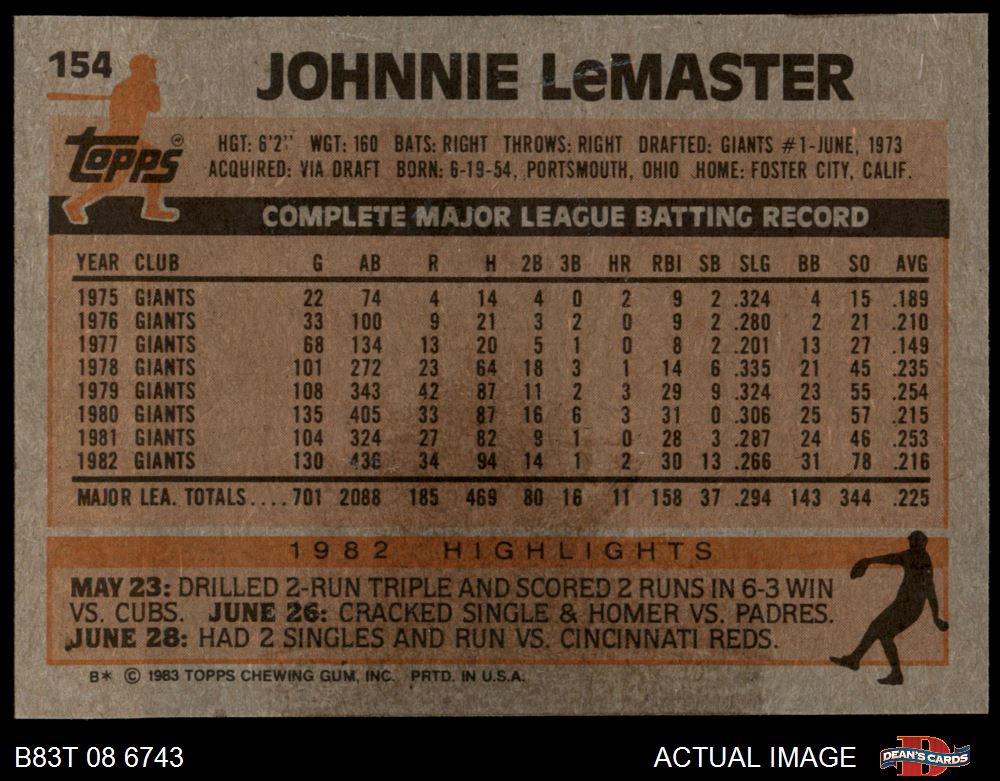 154
JOHNNIE LeMASTER
Topps
HGT: 6'2" WGT: 160 BATS: RIGHT THROWS: RIGHT DRAFTED: GIANTS #1-JUNE, 1973
ACQUIRED: VIA DRAFT BORN: 6-19-54, PORTSMOUTH, OHIO HOME: FOSTER CITY, CALIF.
COMPLETE MAJOR LEAGUE BATTING RECORD
YEAR CLUB G AB R H 2B 3B HR RBI SB SLG BB SO AVG
1975 GIANTS 22 74 4 14 4 0 2 9 2 .324 4 15 .189
1976 GIANTS 33 100 9 21 3 2 0 9 2 .280 2 21 .210
1977 GIANTS 68 134 13 20 5 1 0 8 2 .201 13 27 .149
1978 GIANTS 101 272 23 64 18 3 1 14 6 .335 21 45 .235
1979 GIANTS 108 343 42 87 11 2 3 29 9 .324 23 55 .254
1980 GIANTS 135 405 33 87 16 6 3 31 0 .306 25 57 .215
1981 GIANTS 104 324 27 82 9 1 0 28 3 .287 24 46 .253
1982 GIANTS 130 436 34 94 14 1 2 30 13 .266 31 78 .216
MAJOR LEA. TOTALS.... 701 2088 185 469 80 16 11 158 37 .294 143 344 .225
1982 HIGHLIGHTS
MAY 23: DRILLED 2-RUN TRIPLE AND SCORED 2 RUNS IN 6-3 WIN
VS. CUBS. JUNE 26: CRACKED SINGLE & HOMER VS. PADRES.
JUNE 28: HAD 2 SINGLES AND RUN VS. CINCINNATI REDS.
B* © 1983 TOPPS CHEWING GUM, INC. PRTD. IN U.S.A.
B83T 08 6743 ACTUAL IMAGE DEAN'S CARDS